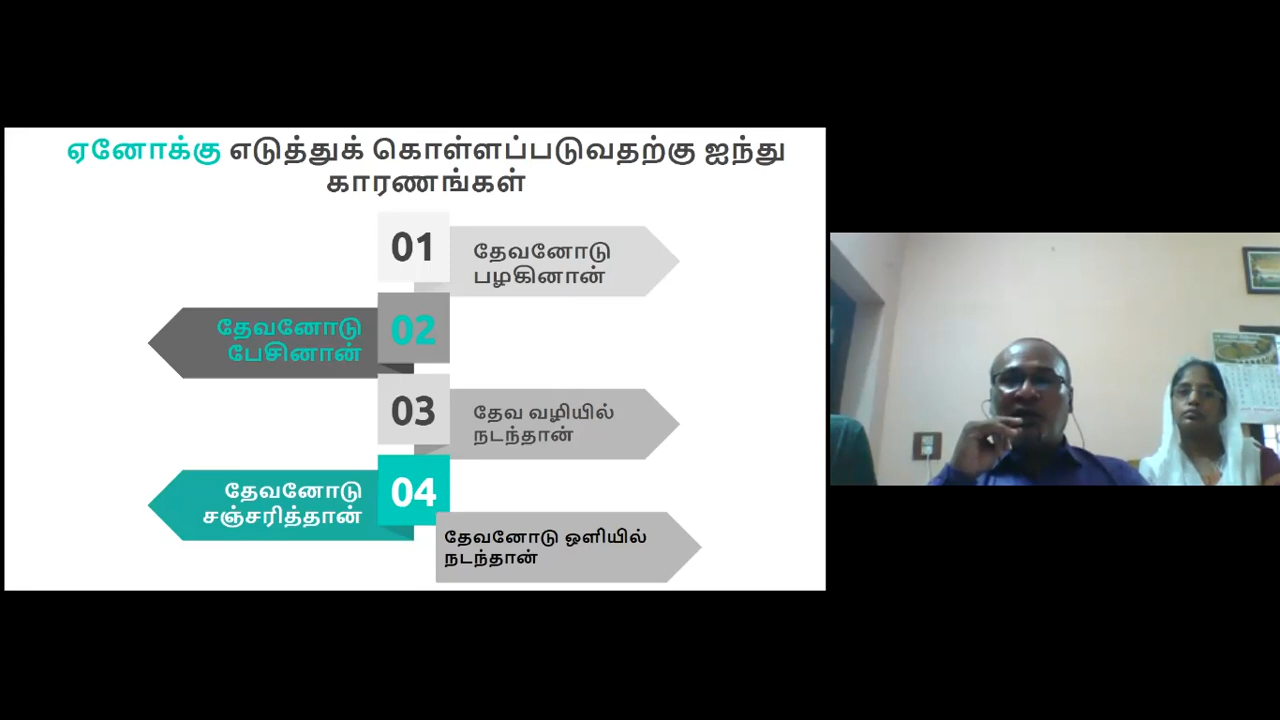 ஏனோக்கு எடுத்துக் கொள்ளப்படுவதற்கு ஐந்து
காரணங்கள்
01
தேவனோடு
பழகினான்
02
தேவனோடு
பேசினான்
03
தேவ வழியில்
நடந்தான்
04
தேவனோடு
சஞ்சரித்தான்
தேவனோடு ஒளியில்
நடந்தான்